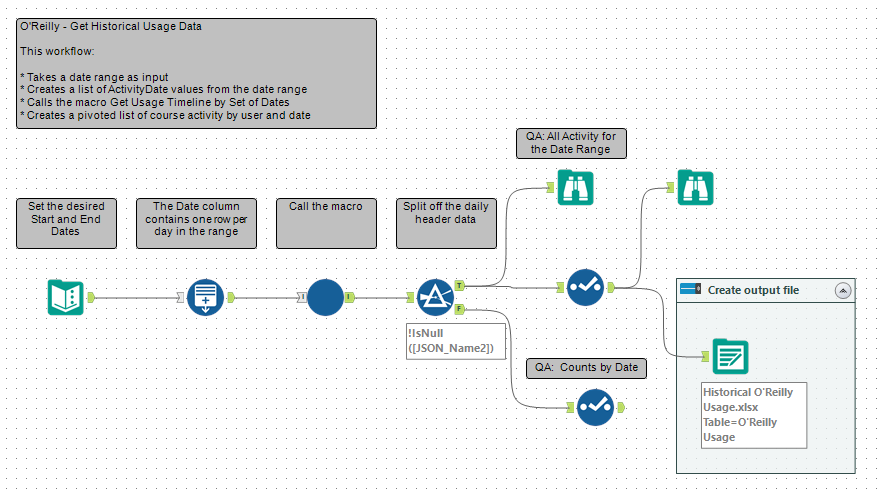 O'Reilly - Get Historical Usage Data
This workflow:
* Takes a date range as input
* Creates a list of ActivityDate values from the date range
* Calls the macro Get Usage Timeline by Set of Dates
* Creates a pivoted list of course activity by user and date
QA: All Activity for
the Date Range
Set the desired
Start and End
Dates
The Date column
contains one row per
day in the range
Call the macro
Split off the daily
header data
I
I
T
F
!IsNull
([JSON_Name2])
QA:  Counts by Date
Create output file
Historical O'Reilly
Usage.xlsx
Table=O'Reilly
Usage